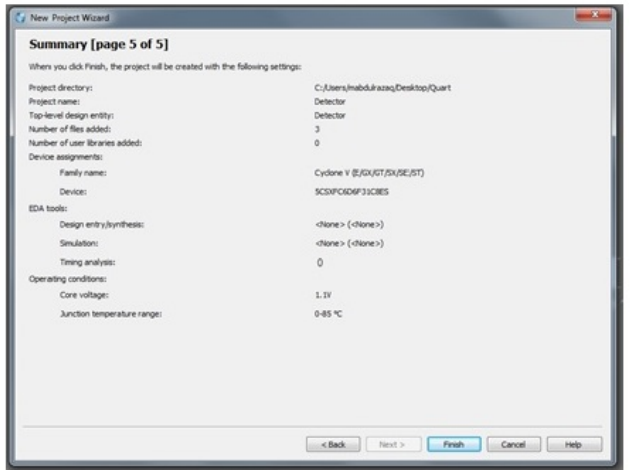 New Project Wizard
Summary [page 5 of 5]
When you click Finish, the project will be created with the following settings:
Project directory: C:/Users/mabdulrazaq/Desktop/Quart
Project name: Detector
Top-level design entity: Detector
Number of files added: 3
Number of user libraries added: 0
Device assignments:
Family name: Cyclone V (E/GX/GT/SX/SE/ST)
Device: 5CSXFC6D6F31C8ES
EDA tools:
Design entry/synthesis: <None> (<None>)
Simulation: <None> (<None>)
Timing analysis: ()
Operating conditions:
Core voltage: 1.1V
Junction temperature range: 0-85 ºC
< Back Next > Finish Cancel Help